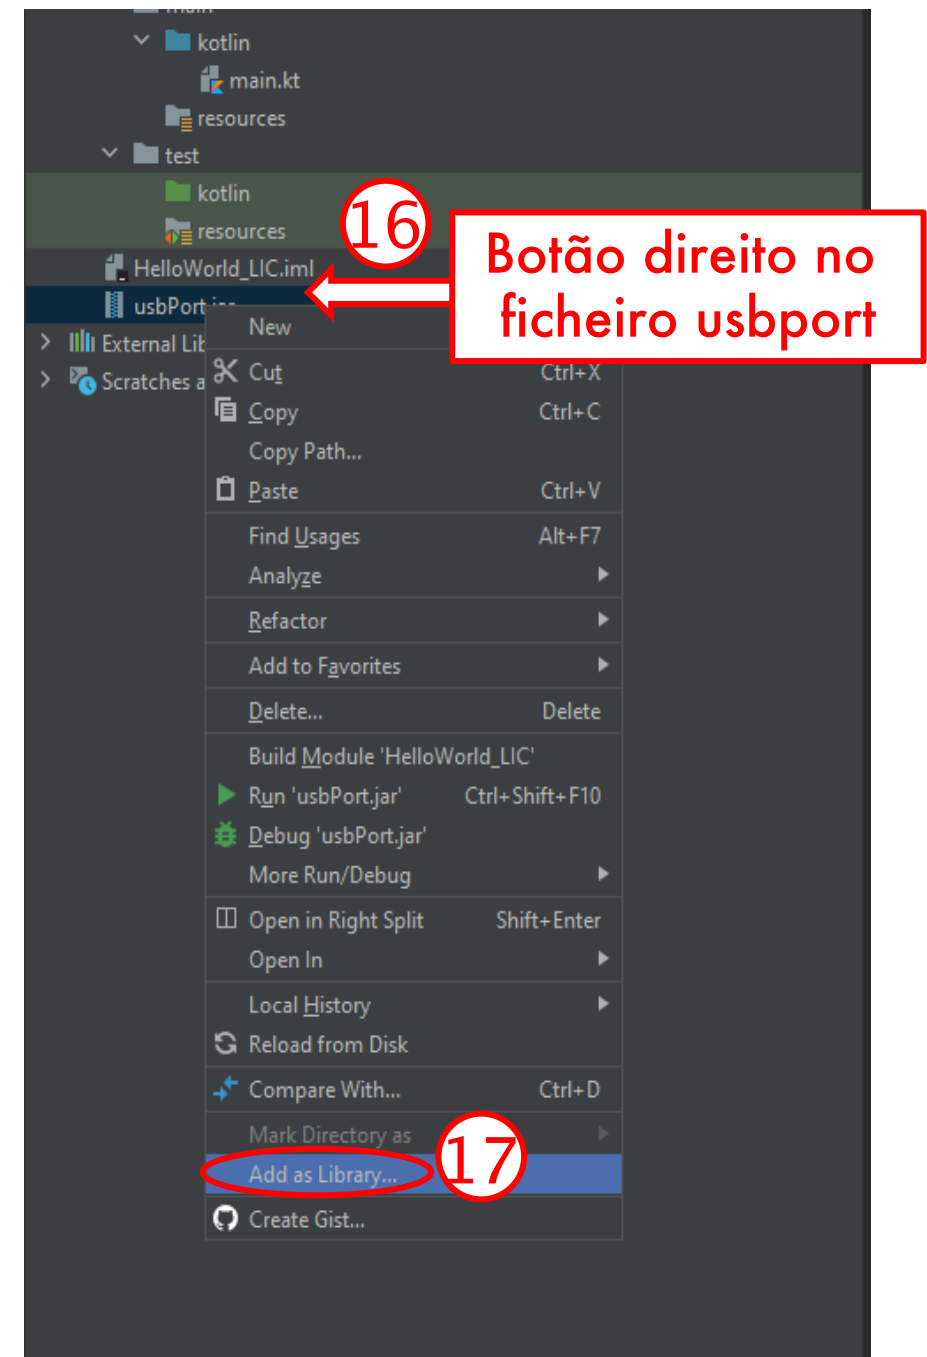 main
kotlin
main.kt
resources
test
kotlin
resources
16
Botão direito no
ficheiro usbport
HelloWorld_LIC.iml
usbPort.jar
External Lib
Scratches a
New
Cut Ctrl+X
Copy Ctrl+C
Copy Path...
Paste Ctrl+V
Find Usages Alt+F7
Analyze
Refactor
Add to Favorites
Delete... Delete
Build Module 'HelloWorld_LIC'
Run 'usbPort.jar' Ctrl+Shift+F10
Debug 'usbPort.jar'
More Run/Debug
Open in Right Split Shift+Enter
Open In
Local History
Reload from Disk
Compare With... Ctrl+D
Mark Directory as
17
Add as Library...
Create Gist...